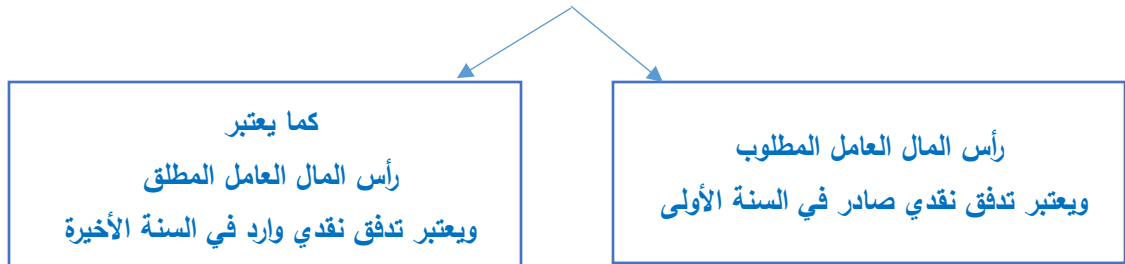 رأس المال العامل المطلوب
ويعتبر تدفق نقدي صادر في السنة الأولى
كما يعتبر
رأس المال العامل المطلق
ويعتبر تدفق نقدي وارد في السنة الأخيرة